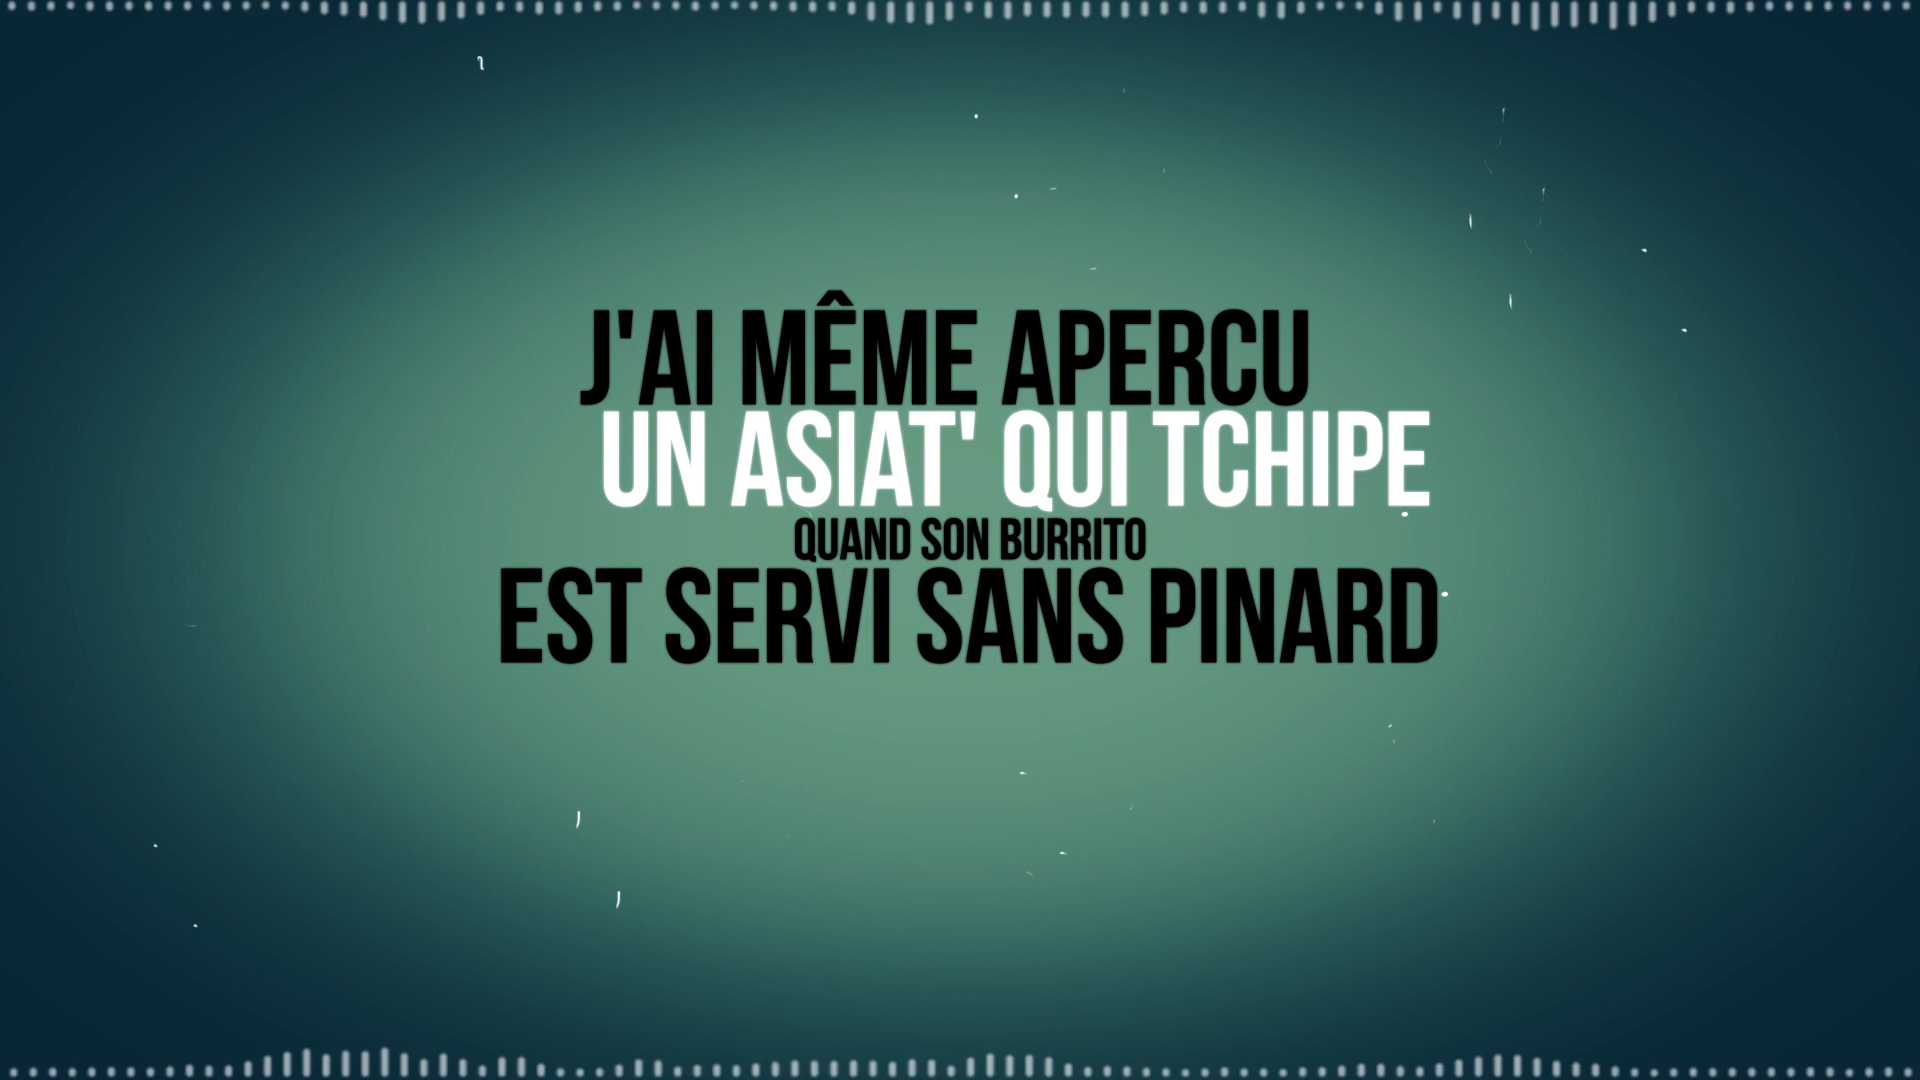 J'AI MÊME APERCU
UN ASIAT' QUI TCHIPE
QUAND SON BURRITO
EST SERVI SANS PINARD